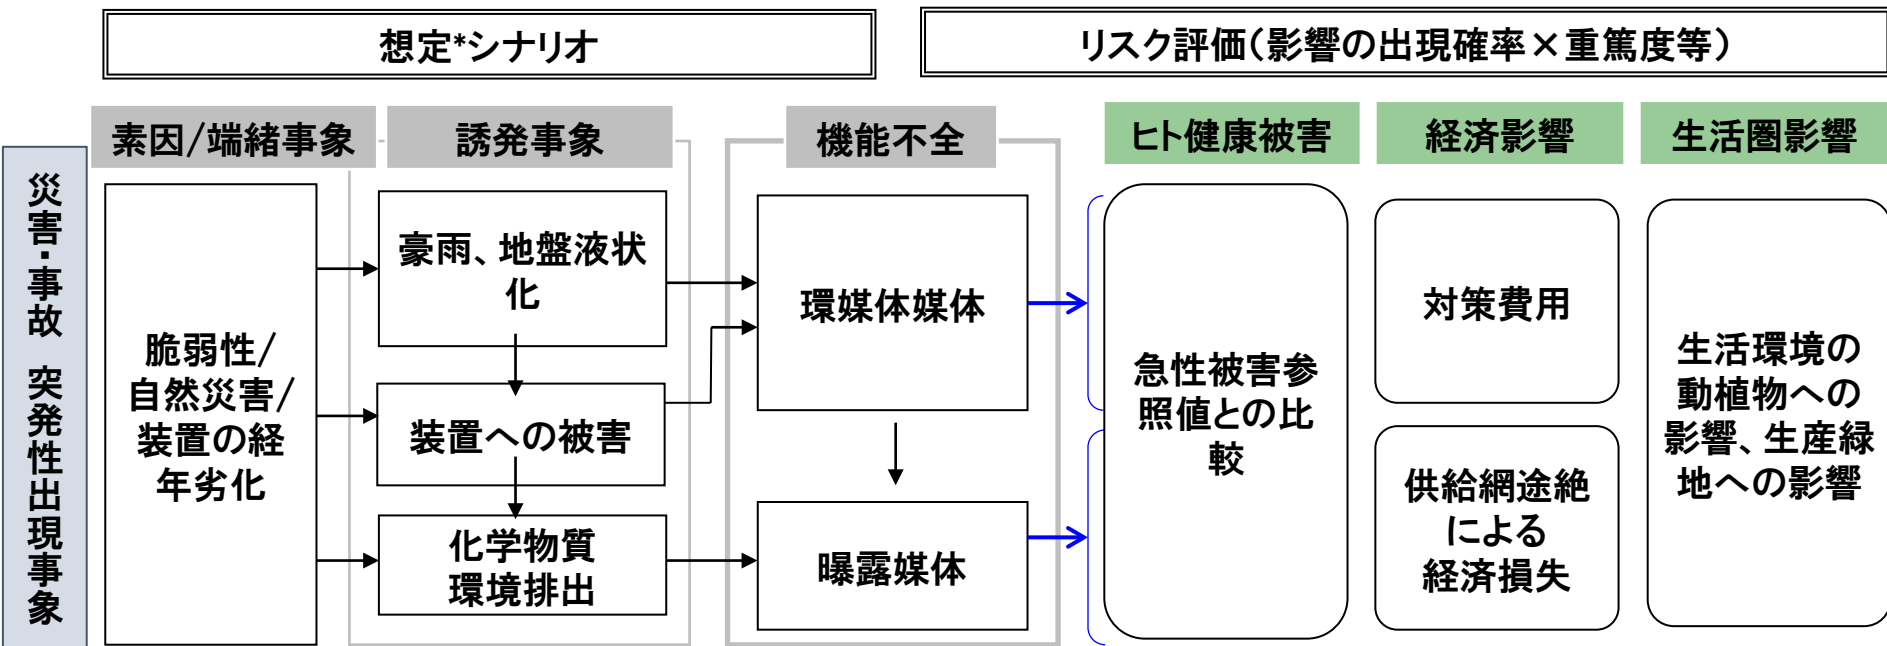 想定*シナリオ
リスク評価(影響の出現確率×重篤度等)
素因/端緒事象
誘発事象
機能不全
ヒト健康被害
経済影響
生活圏影響
災害・事故 突発性出現事象
脆弱性/
自然災害/
装置の経
年劣化
豪雨、地盤液状
化
装置への被害
化学物質
環境排出
環媒体媒体
曝露媒体
急性被害参
照値との比
較
対策費用
供給網途絶
による
経済損失
生活環境の
動植物への
影響、生産緑
地への影響